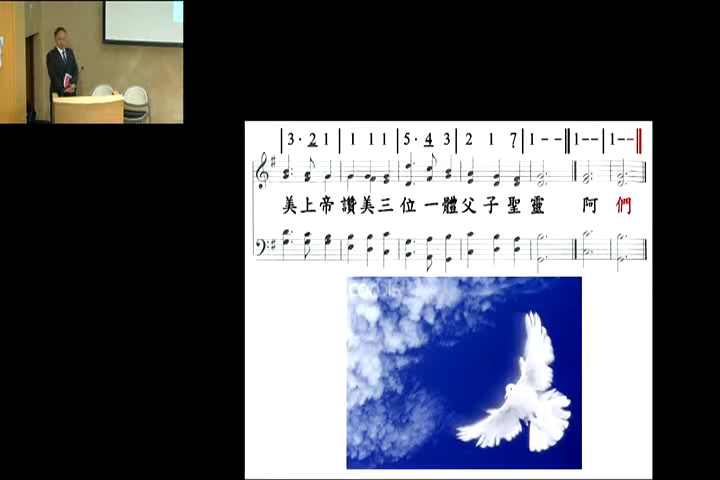 3· 2 1 | 1 1 1 | 5· 4 3 | 2 1 7 | 1 - - || 1 - - | 1 - - ||
美上帝讚美三位一體父子聖靈 阿們